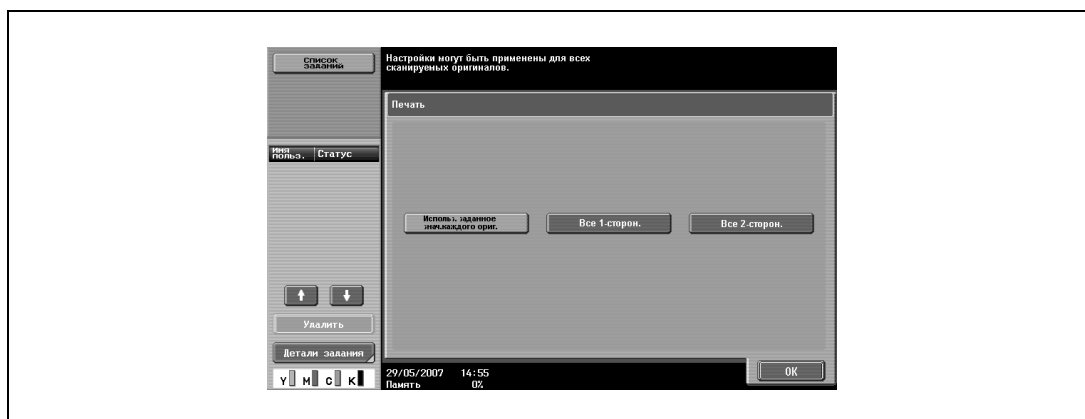 Список
заданий
Настройки могут быть применены для всех
сканируемых оригиналов.
Печать
Имя
польз.
Статус
Использ. заданное
знач.каждого ориг.
Все 1-сторон.
Все 2-сторон.
Удалить
Детали задания
Y M C K
29/05/2007 14:55
Память 0%
OK